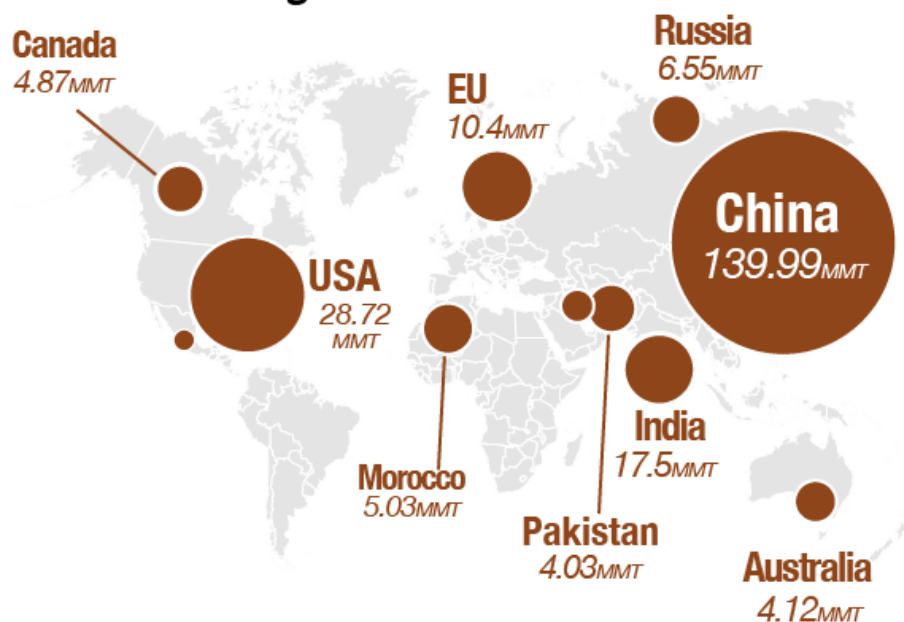 Canada
4.87MMT
Russia
6.55MMT
EU
10.4MMT
China
139.99MMT
USA
28.72
MMT
India
17.5MMT
Morocco
5.03MMT
Pakistan
4.03MMT
Australia
4.12MMT